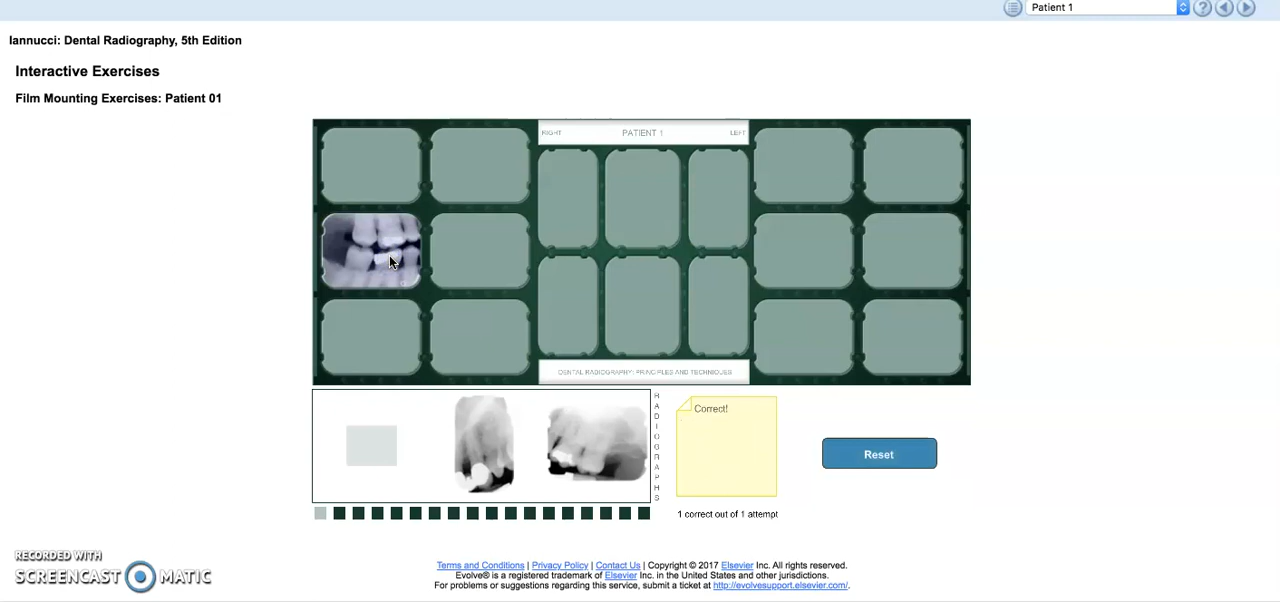 Patient 1
?
Iannucci: Dental Radiography, 5th Edition
Interactive Exercises
Film Mounting Exercises: Patient 01
RIGHT PATIENT 1 LEFT
DENTAL RADIOGRAPHY: PRINCIPLES AND TECHNIQUES
RADIOGRAPHS
Correct!
Reset
1 correct out of 1 attempt
RECORDED WITH
SCREENCAST MATIC
Terms and Conditions | Privacy Policy | Contact Us | Copyright © 2017 Elsevier Inc. All rights reserved.
Evolve® is a registered trademark of Elsevier Inc. in the United States and other jurisdictions.
For problems or suggestions regarding this service, submit a ticket at http://evolvesupport.elsevier.com/.